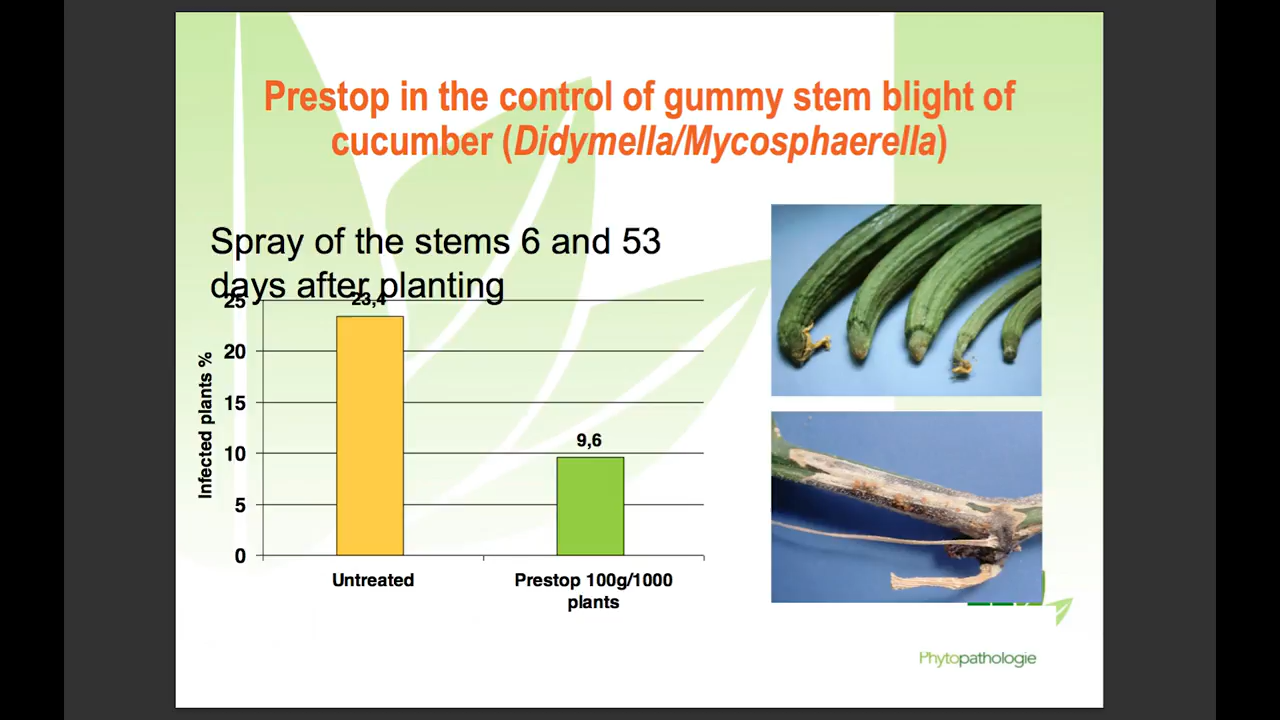 Prestop in the control of gummy stem blight of
cucumber (Didymella/Mycosphaerella)
Spray of the stems 6 and 53
days after planting
Infected plants %
25
20
15
10
5
0
23,4
9,6
Untreated
Prestop 100g/1000
plants
Phytopathologie